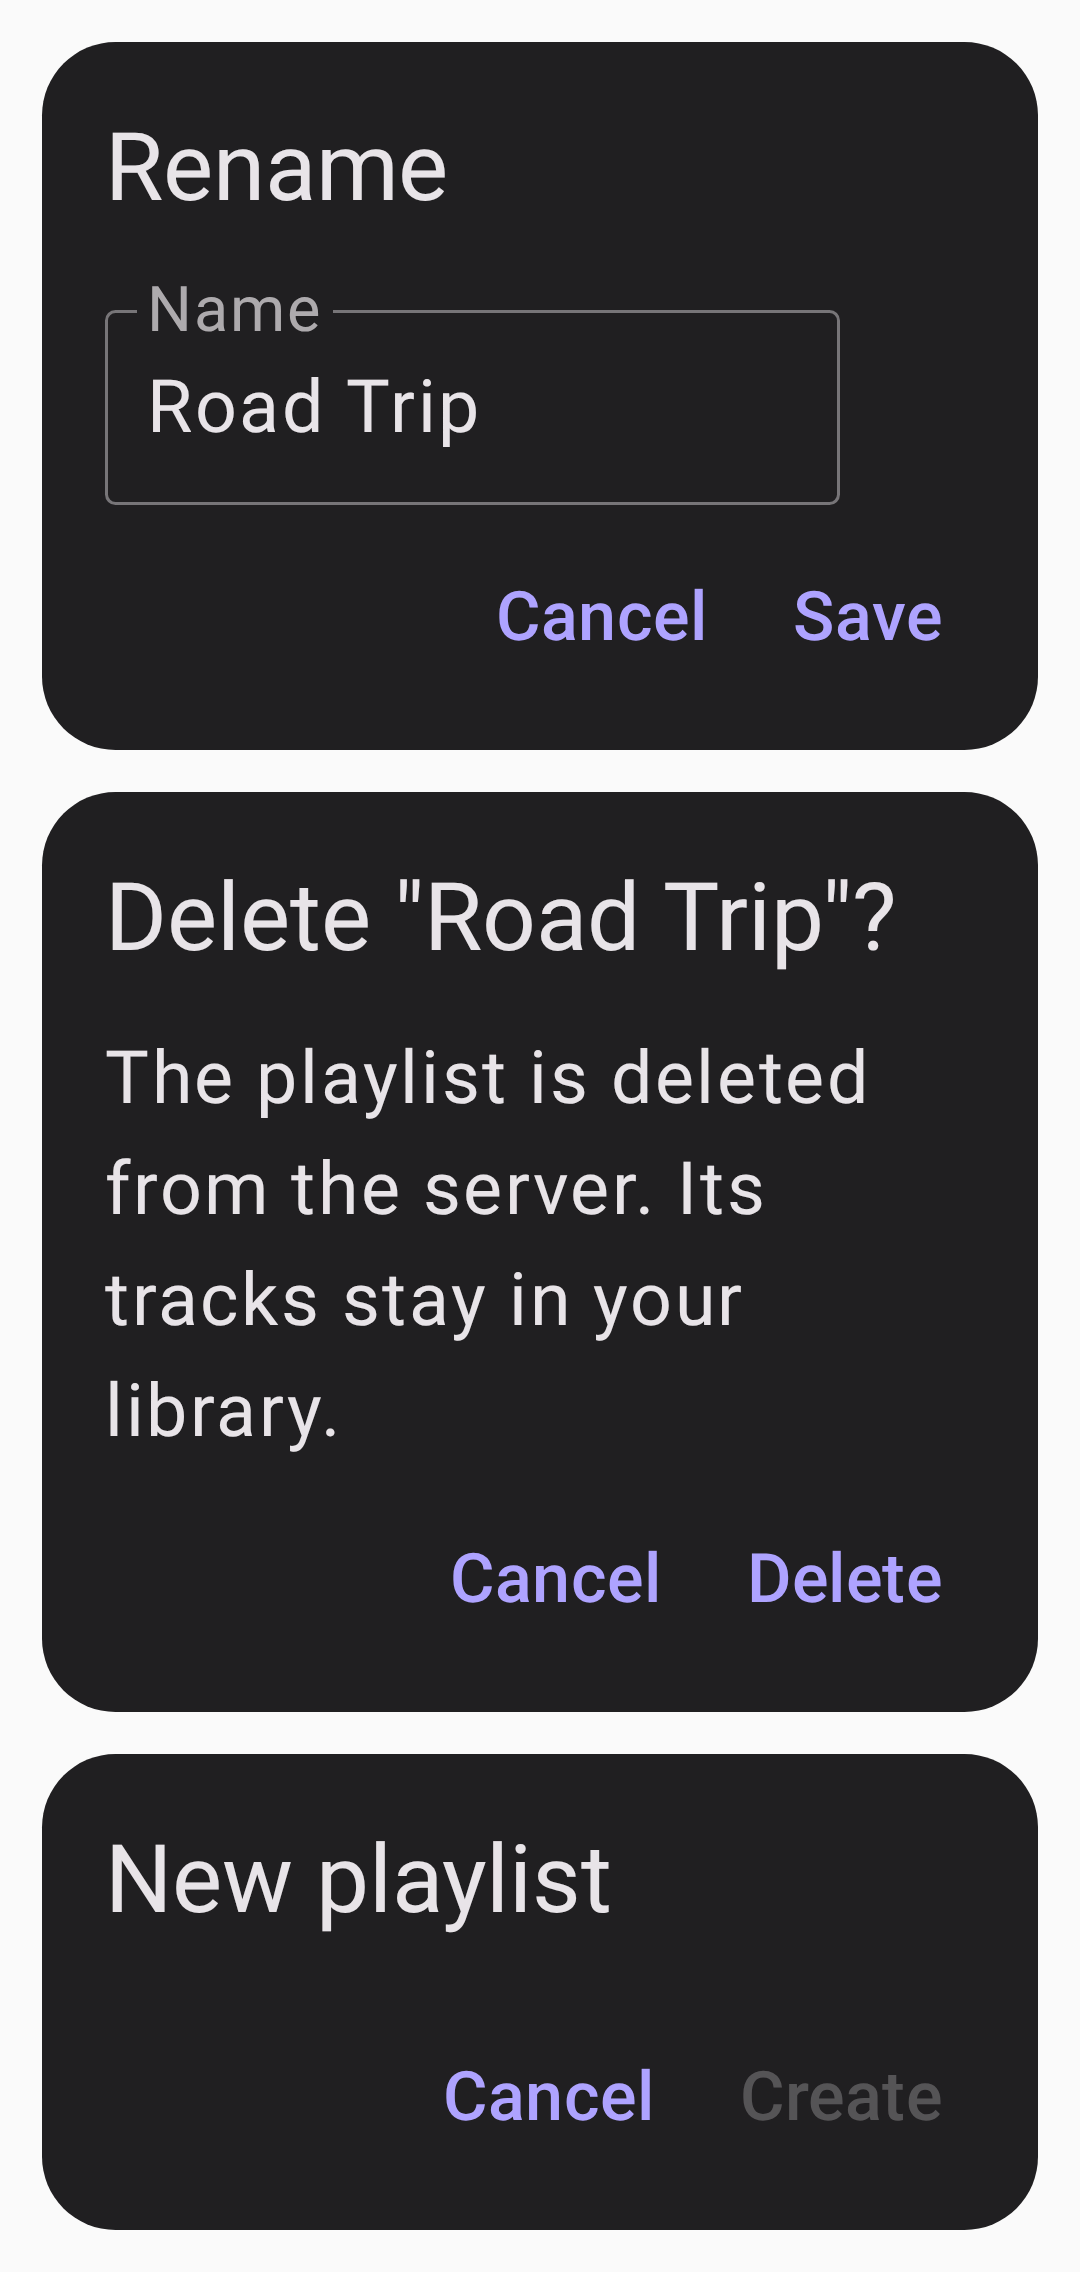 Rename
Name
Road Trip
Cancel Save
Delete "Road Trip"?
The playlist is deleted
from the server. Its
tracks stay in your
library.
Cancel Delete
New playlist
Cancel Create